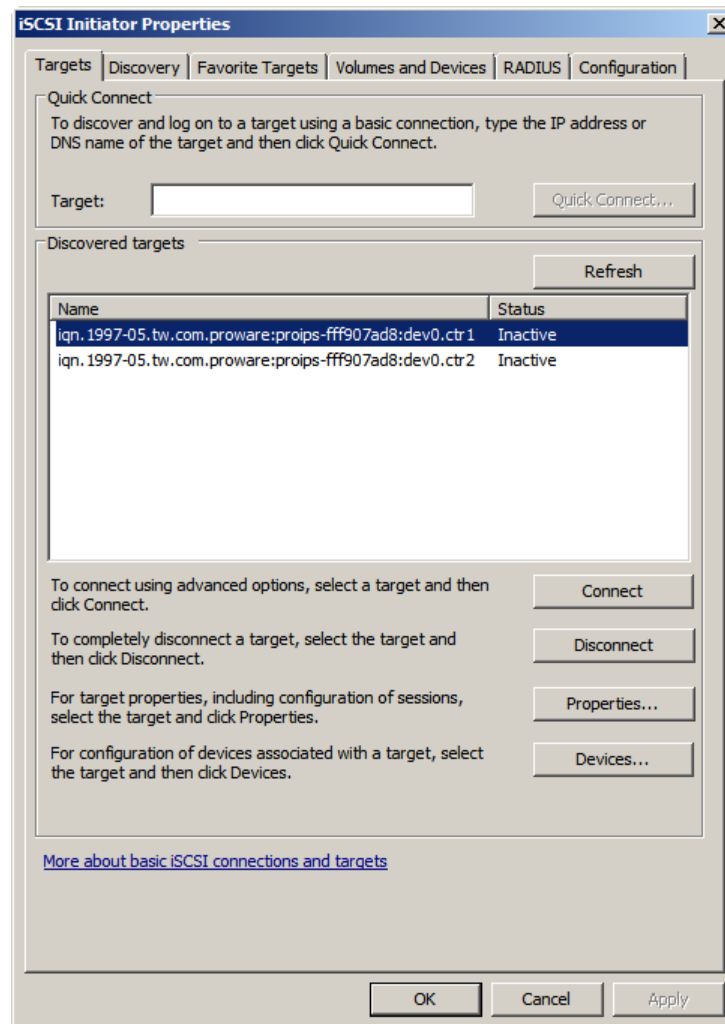 iSCSI Initiator Properties
Targets Discovery Favorite Targets Volumes and Devices RADIUS Configuration
Quick Connect
To discover and log on to a target using a basic connection, type the IP address or
DNS name of the target and then click Quick Connect.
Target: Quick Connect...
Discovered targets
Refresh
Name Status
iqn.1997-05.tw.com.proware:proips-fff907ad8:dev0.ctr1 Inactive
iqn.1997-05.tw.com.proware:proips-fff907ad8:dev0.ctr2 Inactive
To connect using advanced options, select a target and then
click Connect.
Connect
To completely disconnect a target, select the target and
then click Disconnect.
Disconnect
For target properties, including configuration of sessions,
select the target and click Properties.
Properties...
For configuration of devices associated with a target, select
the target and then click Devices.
Devices...
More about basic iSCSI connections and targets
OK Cancel Apply